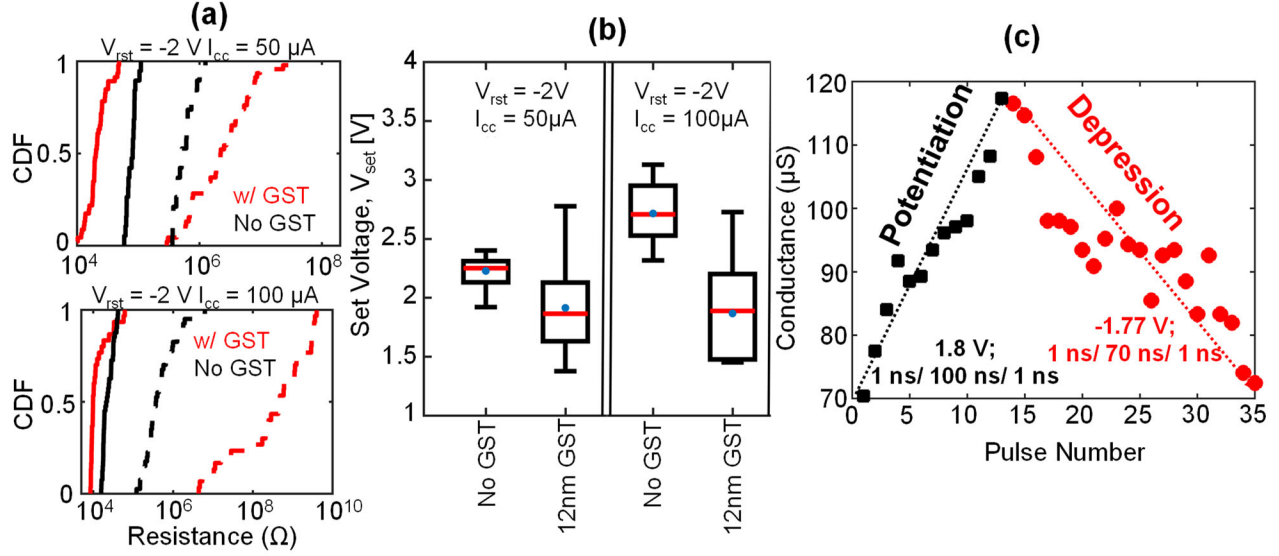 (a)
V_rst = -2 V I_cc = 50 μA
1
0.5
0
CDF
w/ GST
No GST
10^4
10^6
10^8
V_rst = -2 V I_cc = 100 μA
1
0.5
0
CDF
w/ GST
No GST
10^4
10^6
10^8
10^10
Resistance (Ω)
(b)
4
3.5
3
2.5
2
1.5
1
Set Voltage, V_set [V]
V_rst = -2V
I_cc = 50μA
V_rst = -2V
I_cc = 100μA
No GST
12nm GST
No GST
12nm GST
(c)
120
110
100
90
80
70
Conductance (μS)
Potentiation
Depression
1.8 V;
1 ns/ 100 ns/ 1 ns
-1.77 V;
1 ns/ 70 ns/ 1 ns
0
5
10
15
20
25
30
35
Pulse Number